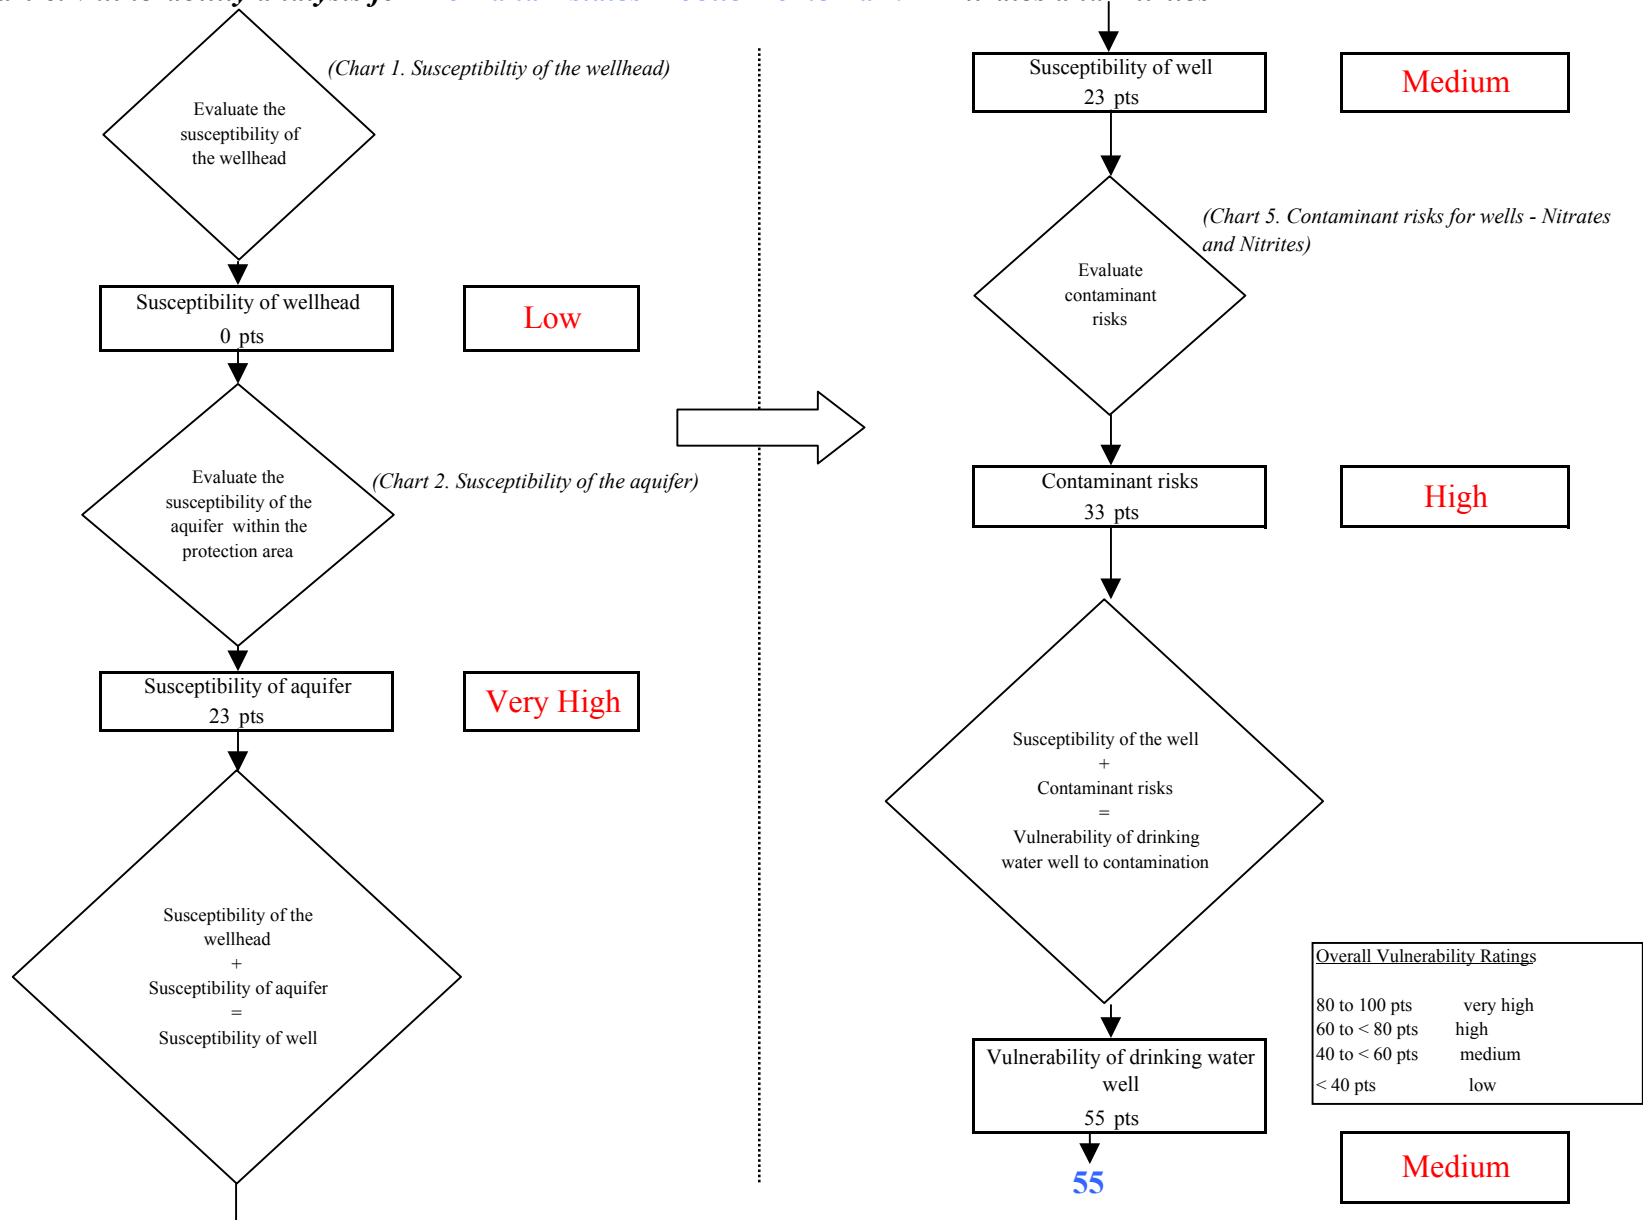 (Chart 1. Susceptibiltiy of the wellhead)
Evaluate the
susceptibility of
the wellhead
Susceptibility of wellhead
0 pts
Low
Evaluate the
susceptibility of the
aquifer within the
protection area
(Chart 2. Susceptibility of the aquifer)
Susceptibility of aquifer
23 pts
Very High
Susceptibility of the
wellhead
+
Susceptibility of aquifer
=
Susceptibility of well
Susceptibility of well
23 pts
Medium
(Chart 5. Contaminant risks for wells - Nitrates
and Nitrites)
Evaluate
contaminant
risks
Contaminant risks
33 pts
High
Susceptibility of the well
+
Contaminant risks
=
Vulnerability of drinking
water well to contamination
Overall Vulnerability Ratings
80 to 100 pts very high
60 to < 80 pts high
40 to < 60 pts medium
< 40 pts low
Vulnerability of drinking water
well
55 pts
55
Medium